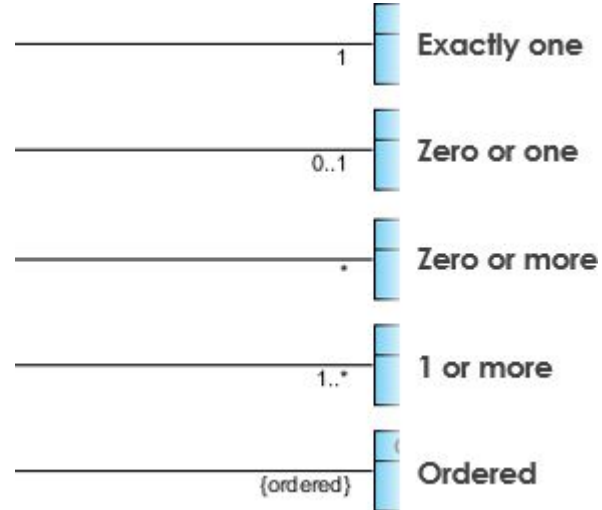 Exactly one
1
Zero or one
0..1
Zero or more
*
1 or more
1..*
Ordered
{ordered}